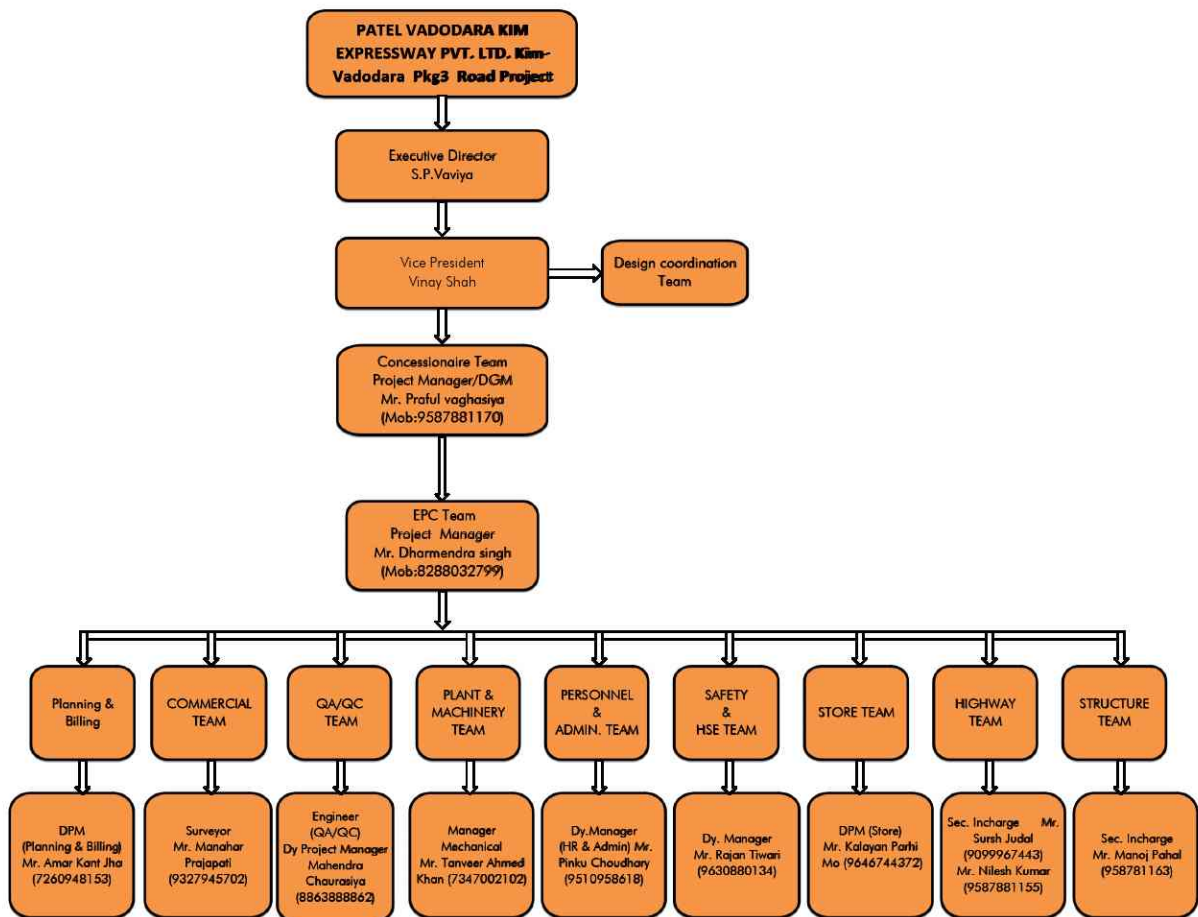 PATEL VADODARA KIM
EXPRESSWAY PVT. LTD. Kim-
Vadodara Pkg3 Road Project
Executive Director
S.P.Vaviya
Vice President
Vinay Shah
Design coordination
Team
Concessionaire Team
Project Manager/DGM
Mr. Praful vaghasiya
(Mob:9587881170)
EPC Team
Project Manager
Mr. Dharmendra singh
(Mob:8288032799)
Planning &
Billing
COMMERCIAL
TEAM
QA/QC
TEAM
PLANT &
MACHINERY
TEAM
PERSONNEL
&
ADMIN. TEAM
SAFETY
&
HSE TEAM
STORE TEAM
HIGHWAY
TEAM
STRUCTURE
TEAM
DPM
(Planning & Billing)
Mr. Amar Kant Jha
(7260948153)
Surveyor
Mr. Manahar
Prajapati
(9327945702)
Engineer
(QA/QC)
Dy Project Manager
Mahendra
Chaurasiya
(8863888862)
Manager
Mechanical
Mr. Tanveer Ahmed
Khan (7347002102)
Dy.Manager
(HR & Admin) Mr.
Pinku Choudhary
(9510958618)
Dy. Manager
Mr. Rajan Tiwari
(9630880134)
DPM (Store)
Mr. Kalayan Parhi
Mo (9646744372)
Sec. Incharge Mr.
Sursh Judal
(9099967443)
Mr. Nilesh Kumar
(9587881155)
Sec. Incharge
Mr. Manoj Pahal
(958781163)